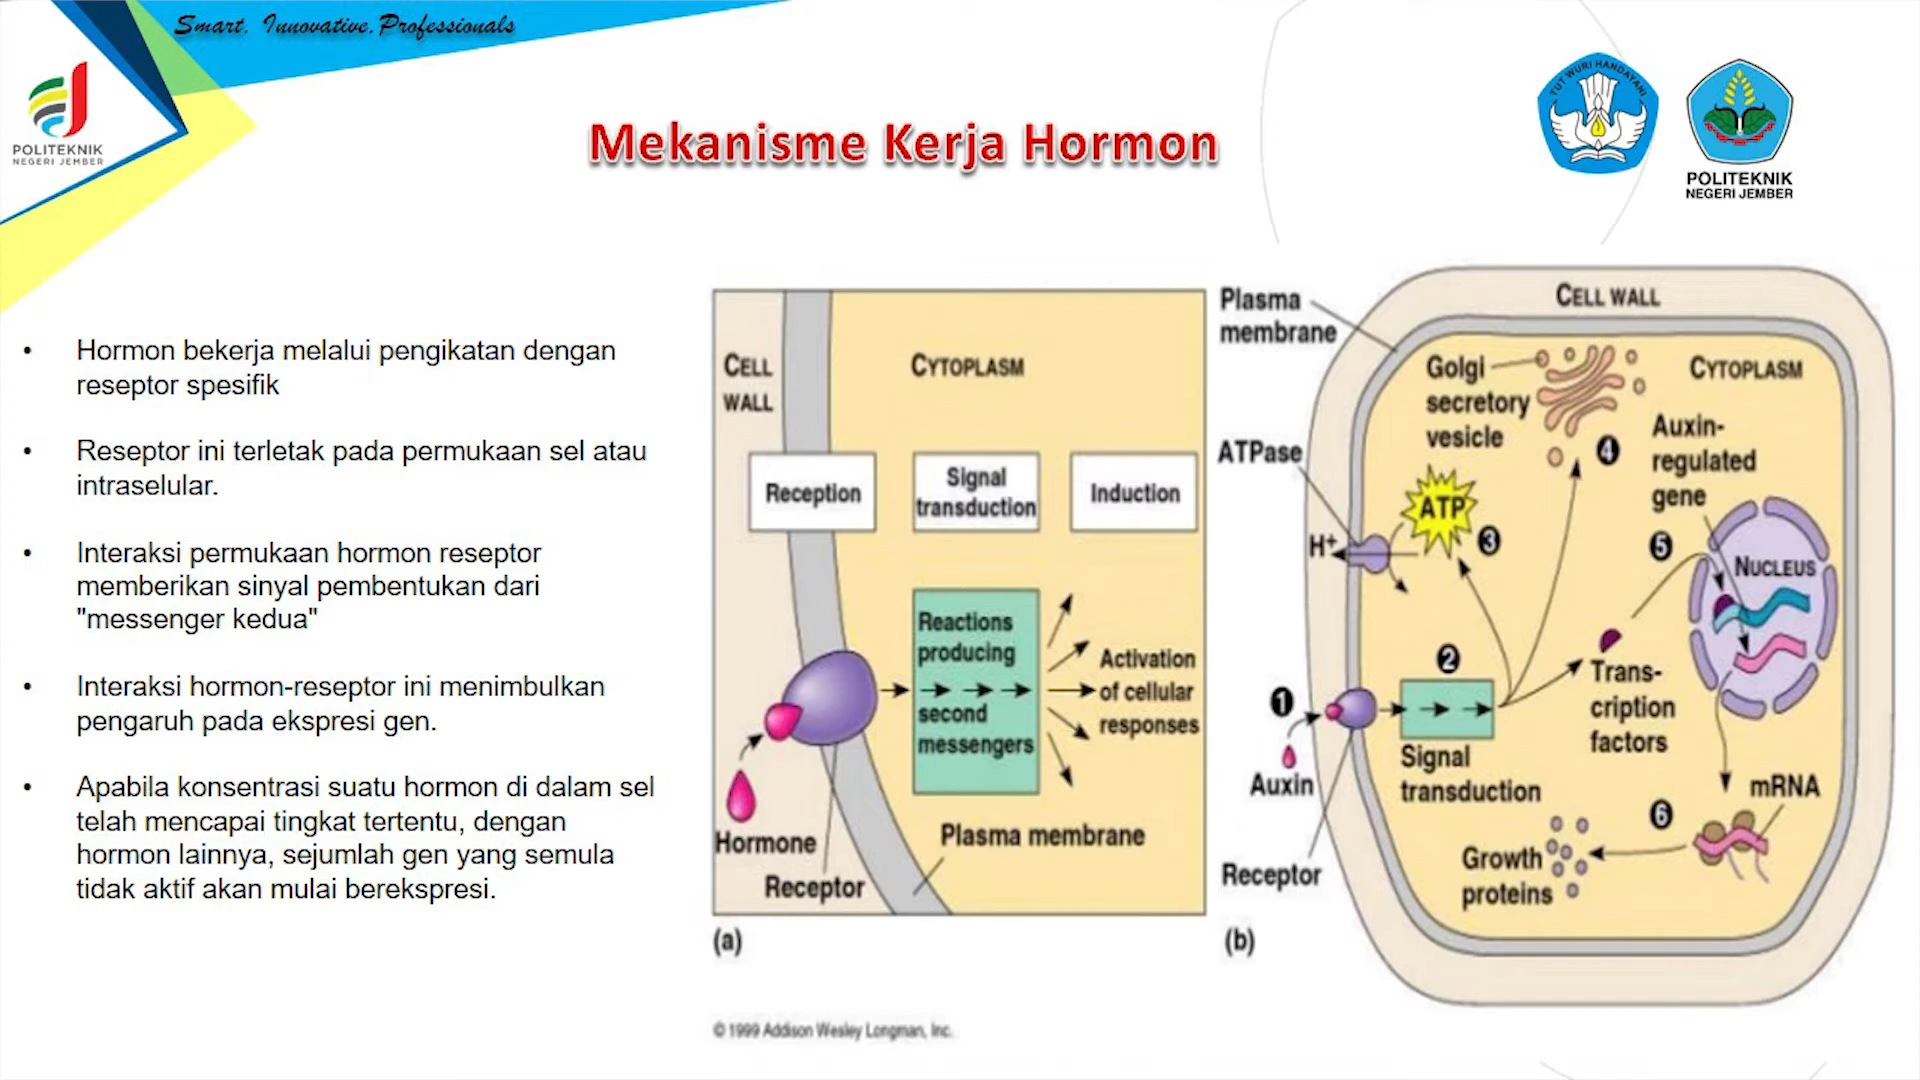 Smart. Innovative. Professionals
POLITEKNIK
NEGERI JEMBER
TUT WURI HANDAYANI
POLITEKNIK
NEGERI JEMBER
Mekanisme Kerja Hormon
• Hormon bekerja melalui pengikatan dengan
reseptor spesifik
• Reseptor ini terletak pada permukaan sel atau
intraselular.
• Interaksi permukaan hormon reseptor
memberikan sinyal pembentukan dari
"messenger kedua"
• Interaksi hormon-reseptor ini menimbulkan
pengaruh pada ekspresi gen.
• Apabila konsentrasi suatu hormon di dalam sel
telah mencapai tingkat tertentu, dengan
hormon lainnya, sejumlah gen yang semula
tidak aktif akan mulai berekspresi.
CELL
WALL
CYTOPLASM
Reception
Signal
transduction
Induction
Reactions
producing
second
messengers
Activation
of cellular
responses
Hormone
Receptor
Plasma membrane
(a)
Plasma
membrane
CELL WALL
Golgi
secretory
vesicle
CYTOPLASM
ATPase
Auxin-
regulated
gene
4
ATP
H+
3
5
NUCLEUS
2
1
Auxin
Signal
transduction
Trans-
cription
factors
mRNA
6
Growth
proteins
Receptor
(b)
© 1999 Addison Wesley Longman, Inc.